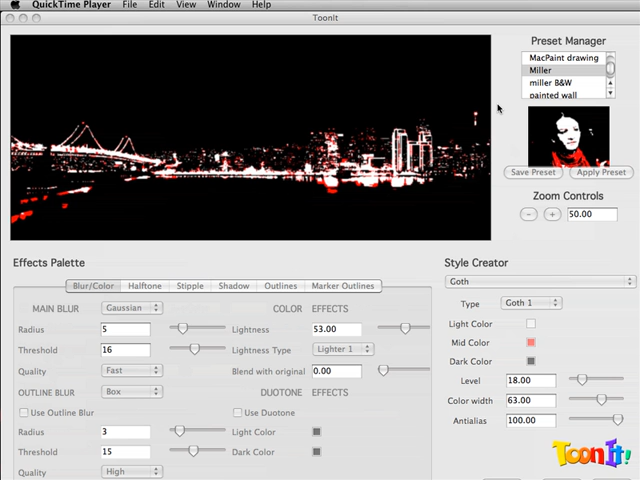 QuickTime Player File Edit View Window Help
ToonIt
Preset Manager
MacPaint drawing
Miller
miller B&W
painted wall
Save Preset Apply Preset
Zoom Controls
- + 50.00
Effects Palette
Blur/Color Halftone Stipple Shadow Outlines Marker Outlines
MAIN BLUR Gaussian COLOR EFFECTS
Radius 5 Lightness 53.00
Threshold 16 Lightness Type Lighter 1
Quality Fast Blend with original 0.00
OUTLINE BLUR Box DUOTONE EFFECTS
Use Outline Blur Use Duotone
Radius 3 Light Color
Threshold 15 Dark Color
Quality High
Style Creator
Goth
Type Goth 1
Light Color
Mid Color
Dark Color
Level 18.00
Color width 63.00
Antialias 100.00
ToonIt!